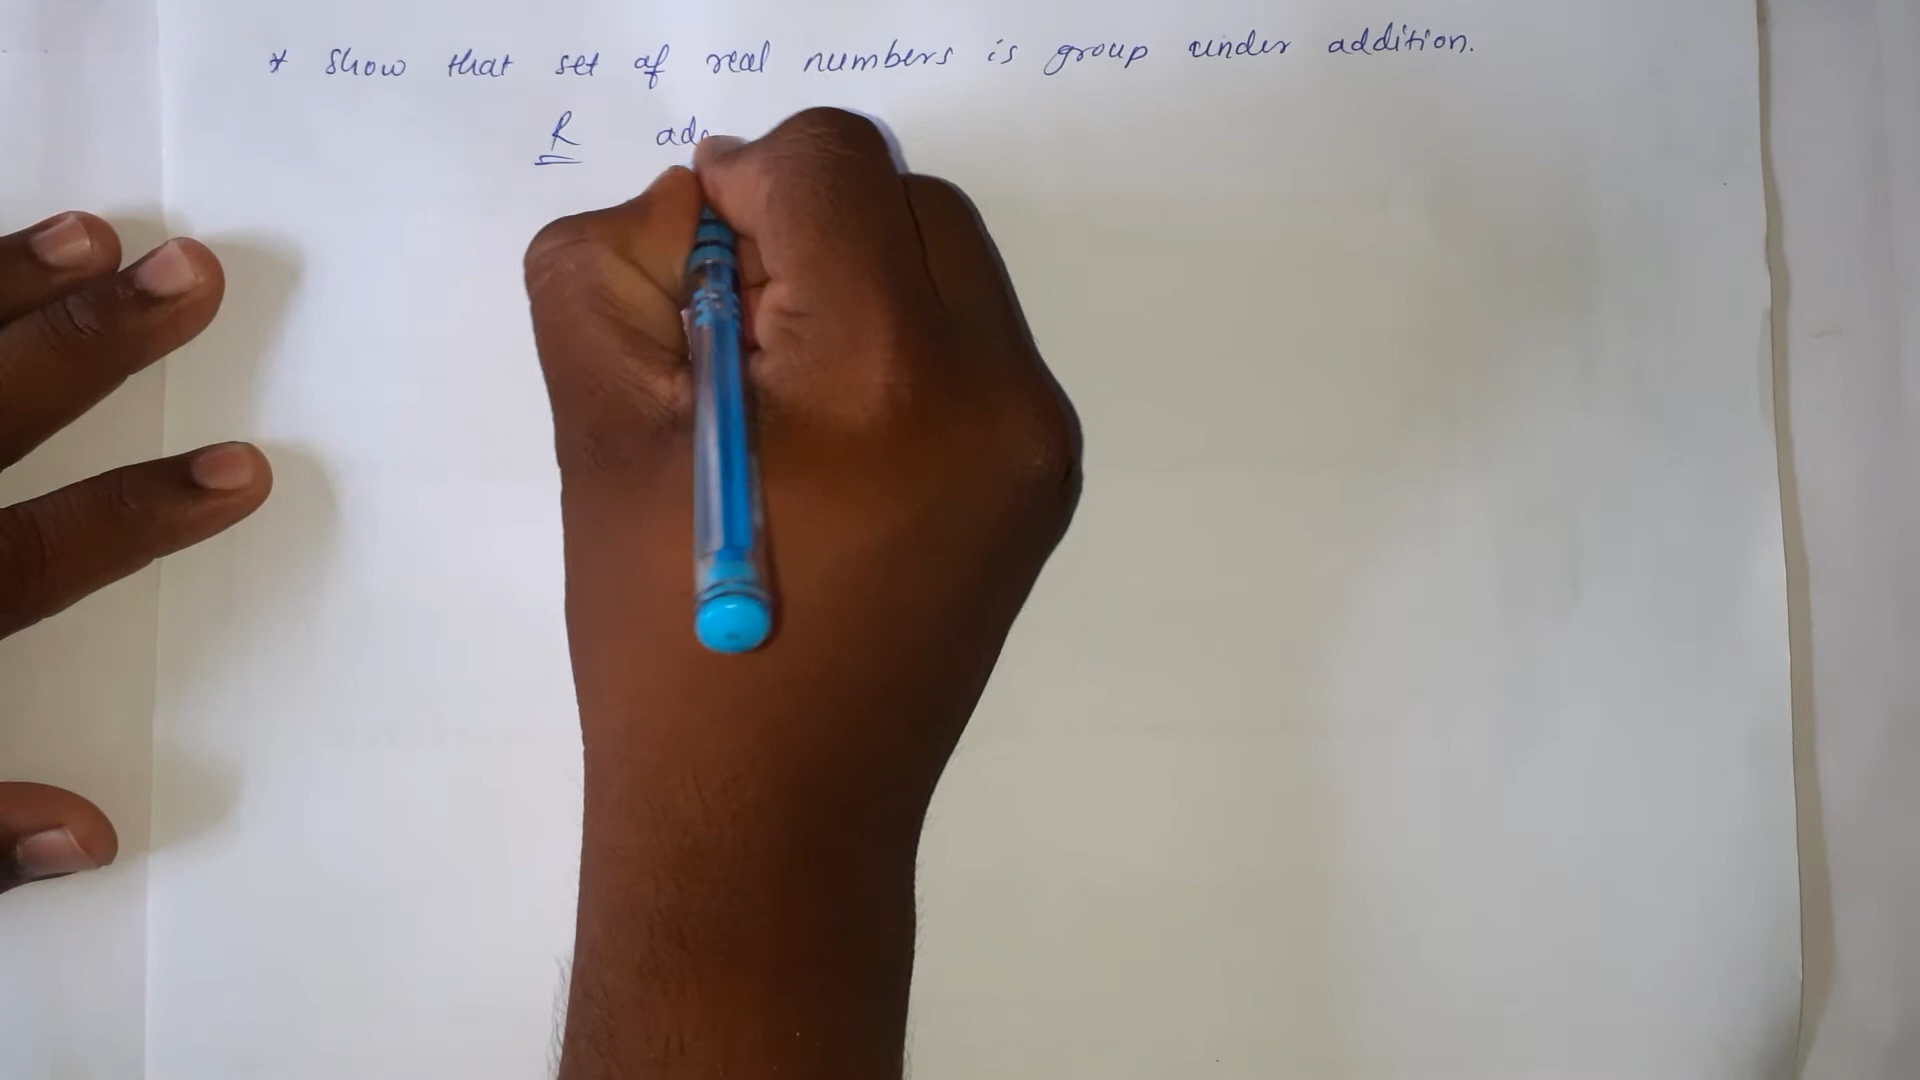 * Show that set of real numbers is group under addition.
R